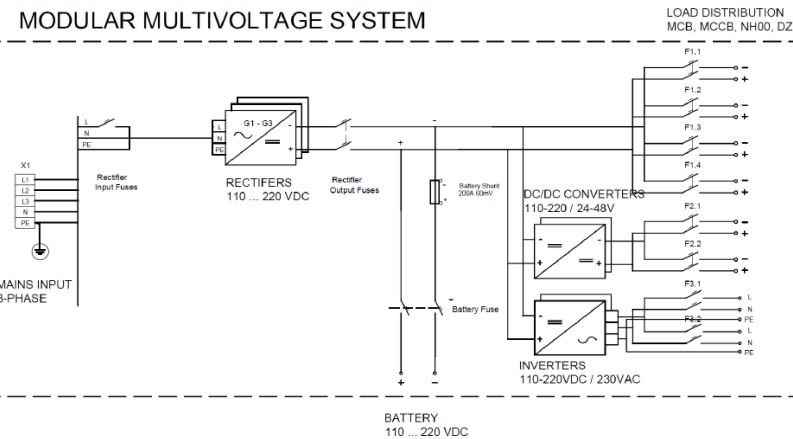 MODULAR MULTIVOLTAGE SYSTEM
LOAD DISTRIBUTION
MCB, MCCB, NH00, DZ
F1.1
-
+
F1.2
-
+
F1.3
-
+
F1.4
-
+
L
N
PE
L
N
PE
G1 - G3
-
+
-
+
X1
L1
L2
L3
N
PE
Rectifier
Input Fuses
RECTIFERS
110 ... 220 VDC
Rectifier
Output Fuses
-
+
Battery Shunt
200A 60mV
DC/DC CONVERTERS
110-220 / 24-48V
-
+
-
+
F2.1
-
+
F2.2
-
+
MAINS INPUT
3-PHASE
-
Battery Fuse
-
+
F3.1
L
N
PE
F3.2
L
N
PE
INVERTERS
110-220VDC / 230VAC
+
-
BATTERY
110 ... 220 VDC